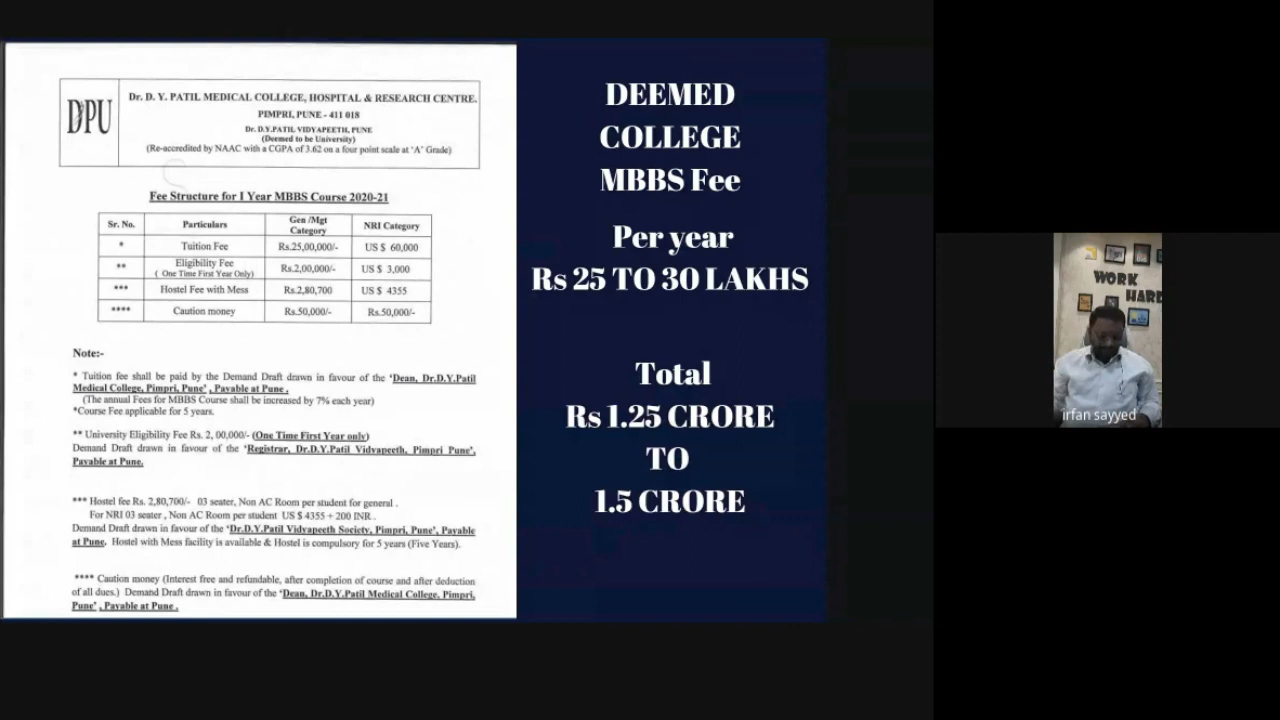 DPU
Dr. D. Y. PATIL MEDICAL COLLEGE, HOSPITAL & RESEARCH CENTRE.
PIMPRI, PUNE - 411 018
Dr. D.Y.PATIL VIDYAPEETH, PUNE
(Deemed to be University)
(Re-accredited by NAAC with a CGPA of 3.62 on a four point scale at 'A' Grade)
Fee Structure for I Year MBBS Course 2020-21
Sr. No. Particulars Gen /Mgt Category NRI Category
* Tuition Fee Rs.25,00,000/- US $ 60,000
** Eligibility Fee ( One Time First Year Only) Rs.2,00,000/- US $ 3,000
*** Hostel Fee with Mess Rs.2,80,700 US $ 4355
**** Caution money Rs.50,000/- Rs.50,000/-
Note:-
* Tuition fee shall be paid by the Demand Draft drawn in favour of the 'Dean, Dr.D.Y.Patil
Medical College, Pimpri, Pune' , Payable at Pune .
(The annual Fees for MBBS Course shall be increased by 7% each year)
*Course Fee applicable for 5 years.
** University Eligibility Fee Rs. 2, 00,000/- (One Time First Year only)
Demand Draft drawn in favour of the 'Registrar, Dr.D.Y.Patil Vidyapeeth, Pimpri Pune',
Payable at Pune.
*** Hostel fee Rs. 2,80,700/- 03 seater, Non AC Room per student for general .
For NRI 03 seater , Non AC Room per student US $ 4355 + 200 INR .
Demand Draft drawn in favour of the 'Dr.D.Y.Patil Vidyapeeth Society, Pimpri, Pune', Payable
at Pune. Hostel with Mess facility is available & Hostel is compulsory for 5 years (Five Years).
**** Caution money (Interest free and refundable, after completion of course and after deduction
of all dues.) Demand Draft drawn in favour of the 'Dean, Dr.D.Y.Patil Medical College, Pimpri,
Pune' , Payable at Pune .
DEEMED
COLLEGE
MBBS Fee
Per year
Rs 25 TO 30 LAKHS
Total
Rs 1.25 CRORE
TO
1.5 CRORE
WORK
HARD
irfan sayyed